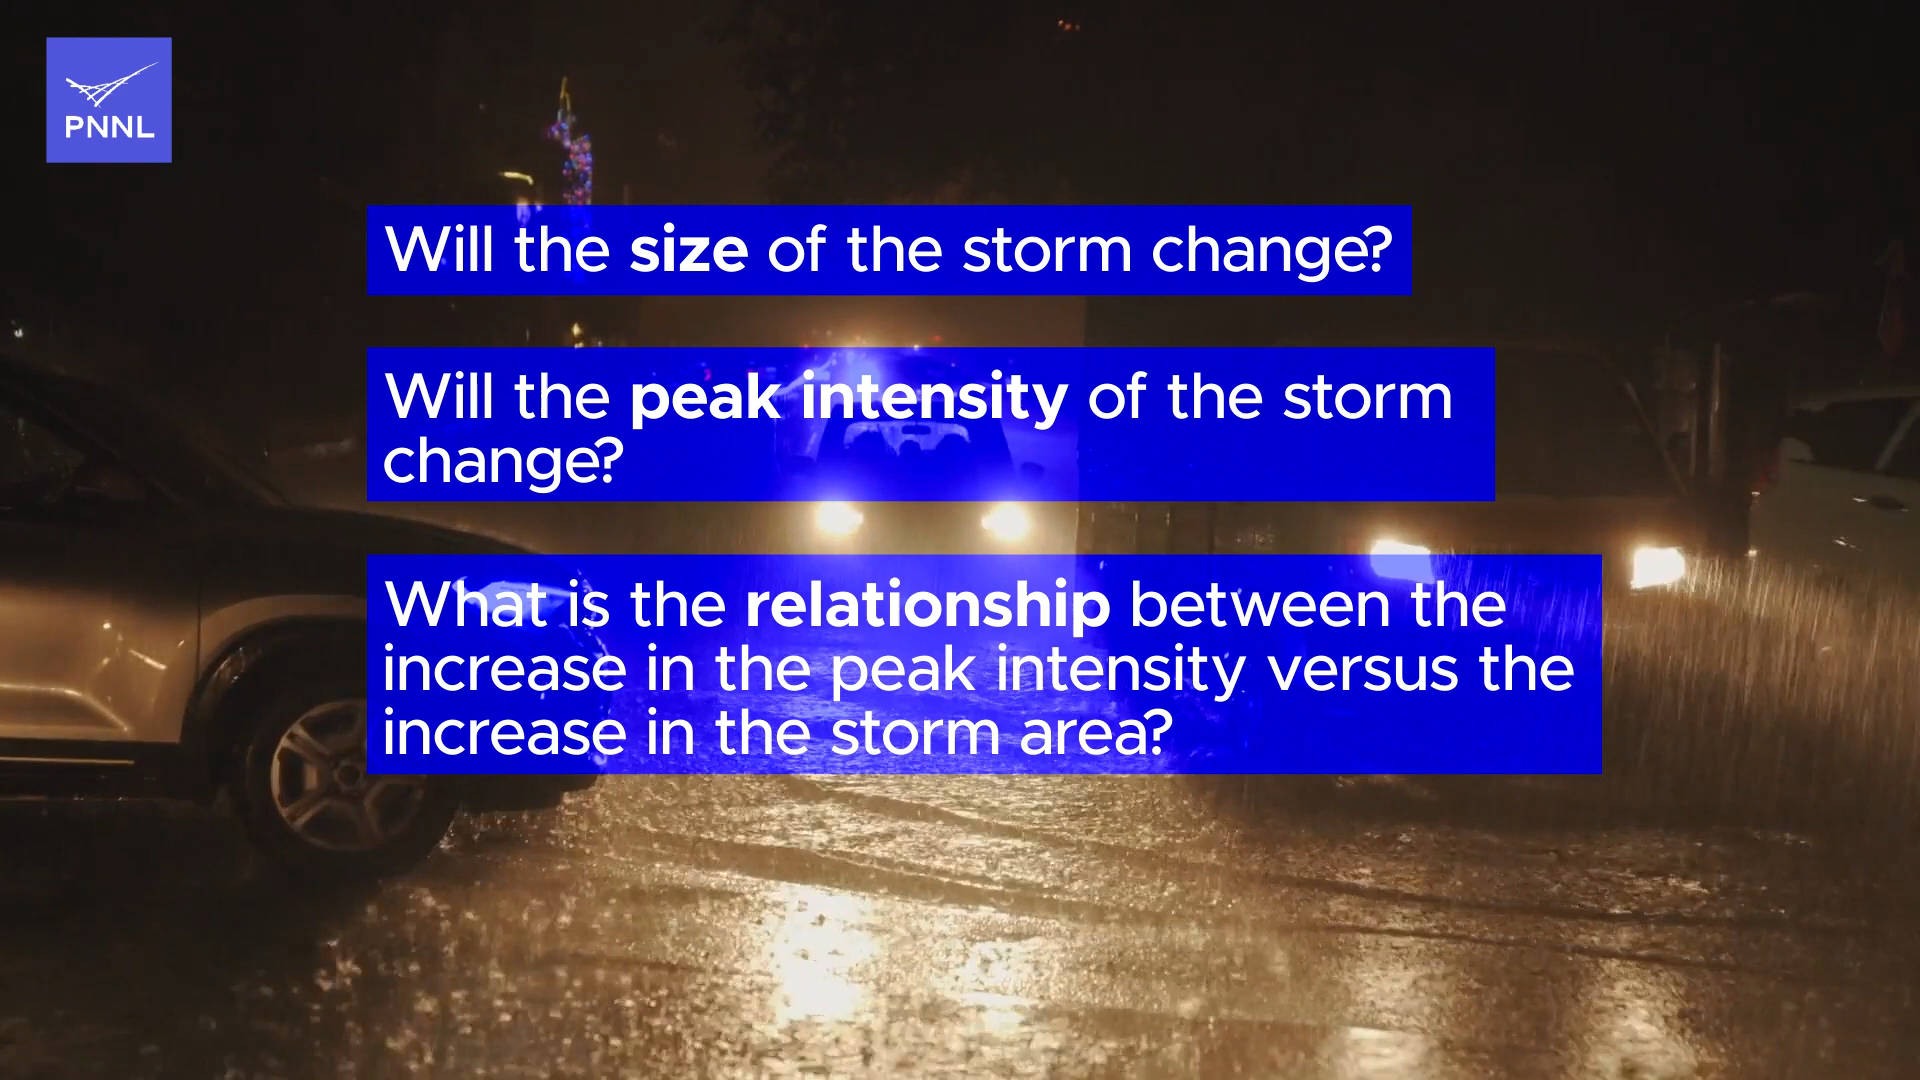 PNNL
Will the size of the storm change?
Will the peak intensity of the storm
change?
What is the relationship between the
increase in the peak intensity versus the
increase in the storm area?